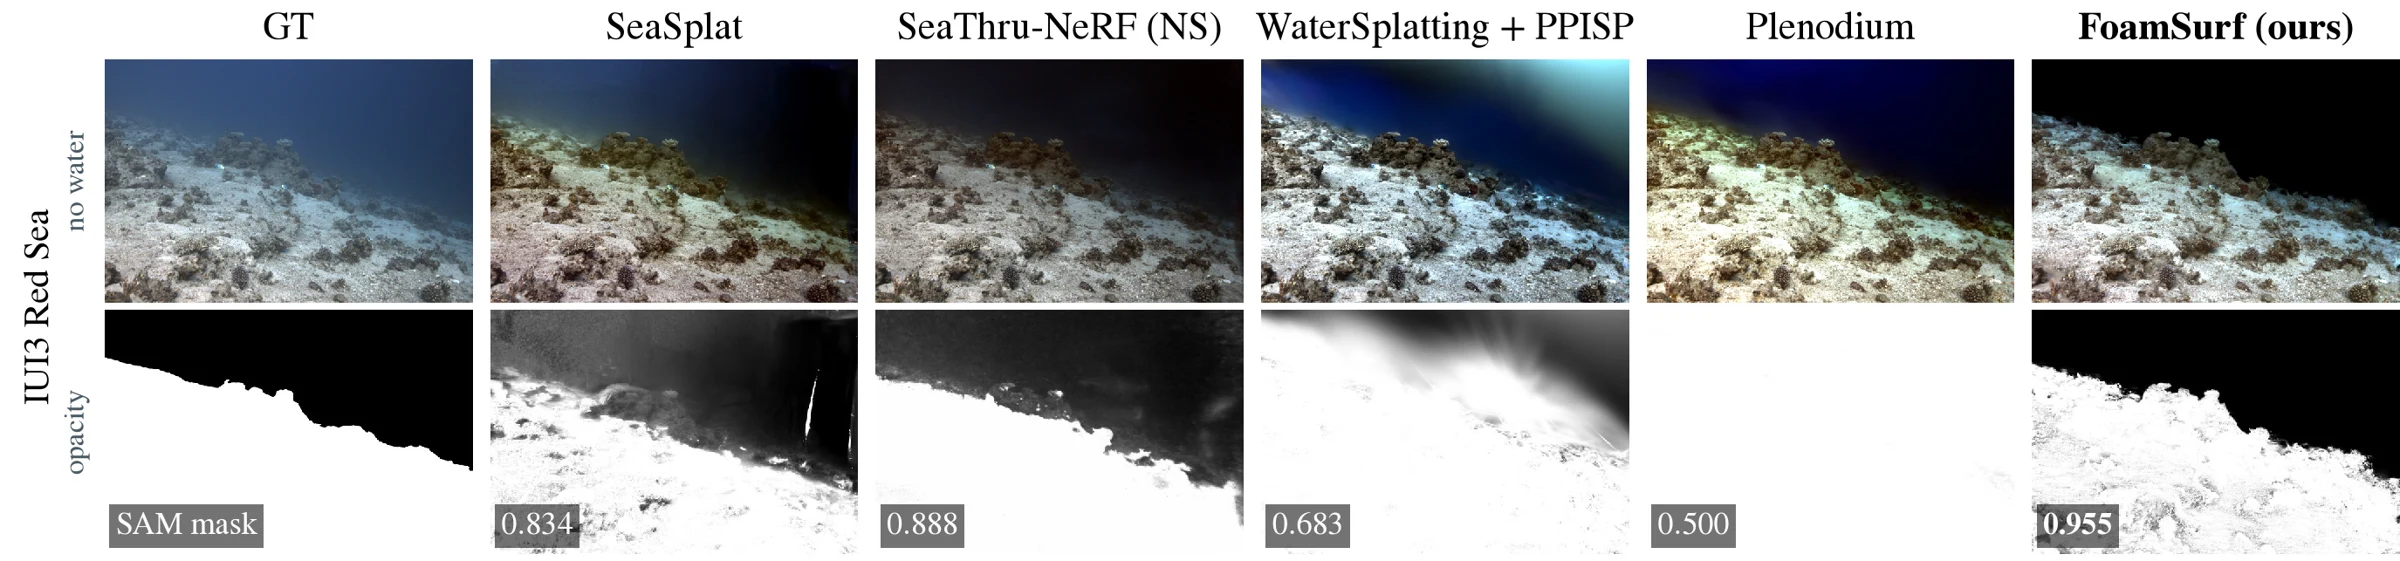 GT SeaSplat SeaThru-NeRF (NS) WaterSplatting + PPISP Plenodium FoamSurf (ours)
IUI3 Red Sea
no water
opacity
SAM mask 0.834 0.888 0.683 0.500 0.955